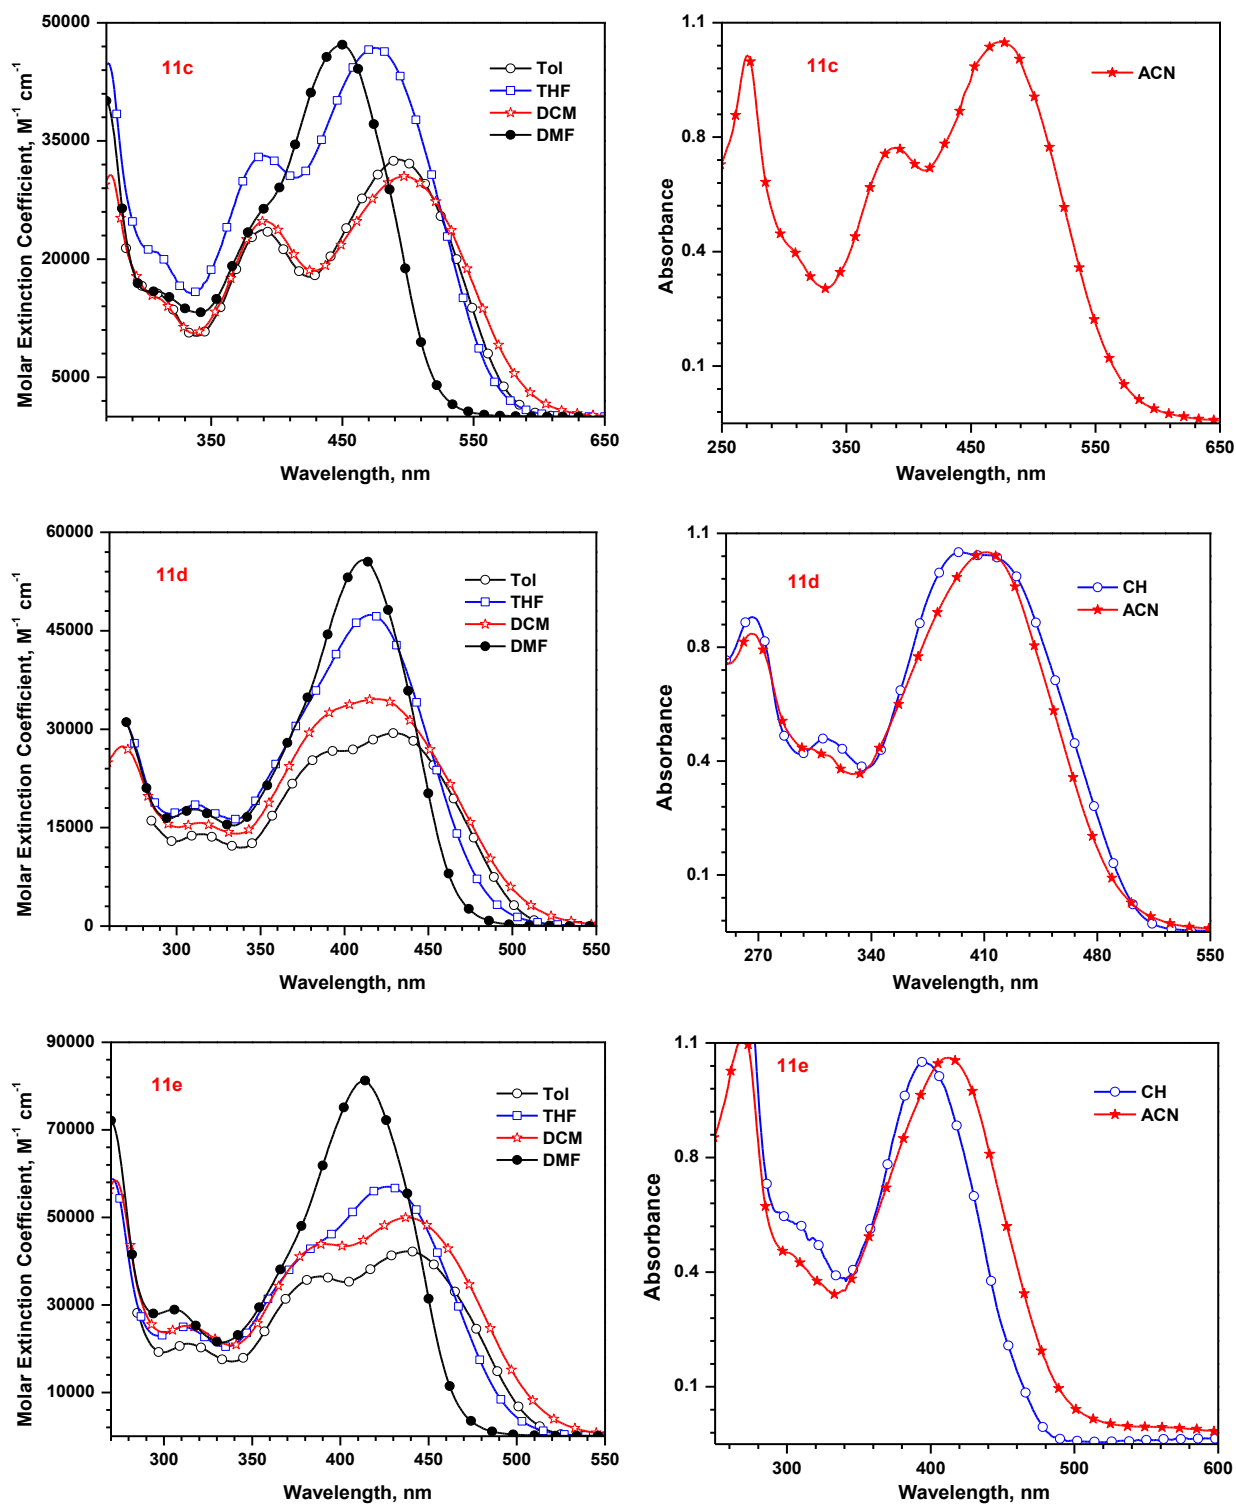 11c
Tol
THF
DCM
DMF
50000
35000
20000
5000
350
450
550
650
Molar Extinction Coefficient, M-1 cm-1
Wavelength, nm
11c
ACN
1.1
0.8
0.4
0.1
250
350
450
550
650
Absorbance
Wavelength, nm
11d
Tol
THF
DCM
DMF
60000
45000
30000
15000
0
300
350
400
450
500
550
Molar Extinction Coefficient, M-1 cm-1
Wavelength, nm
11d
CH
ACN
1.1
0.8
0.4
0.1
270
340
410
480
550
Absorbance
Wavelength, nm
11e
Tol
THF
DCM
DMF
90000
70000
50000
30000
10000
300
350
400
450
500
550
Molar Extinction Coefficient, M-1 cm-1
Wavelength, nm
11e
CH
ACN
1.1
0.8
0.4
0.1
300
400
500
600
Absorbance
Wavelength, nm